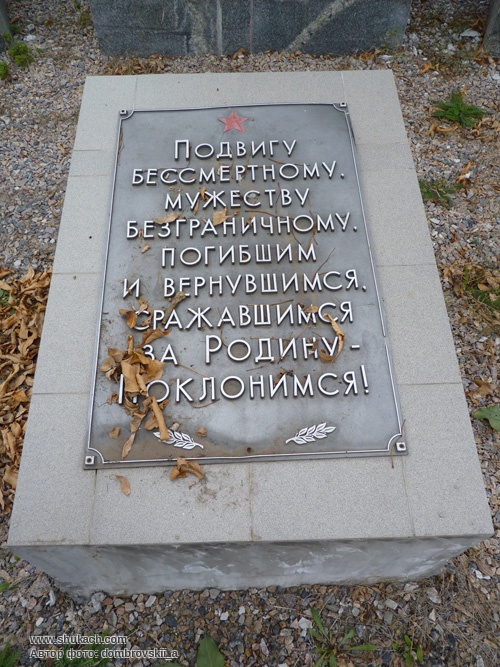 Подвигу
бессмертному,
мужеству
безграничному,
погибшим
и вернувшимся,
сражавшимся
за Родину -
Поклонимся!
www.shukach.com
Автор фото: dombrovskii_a